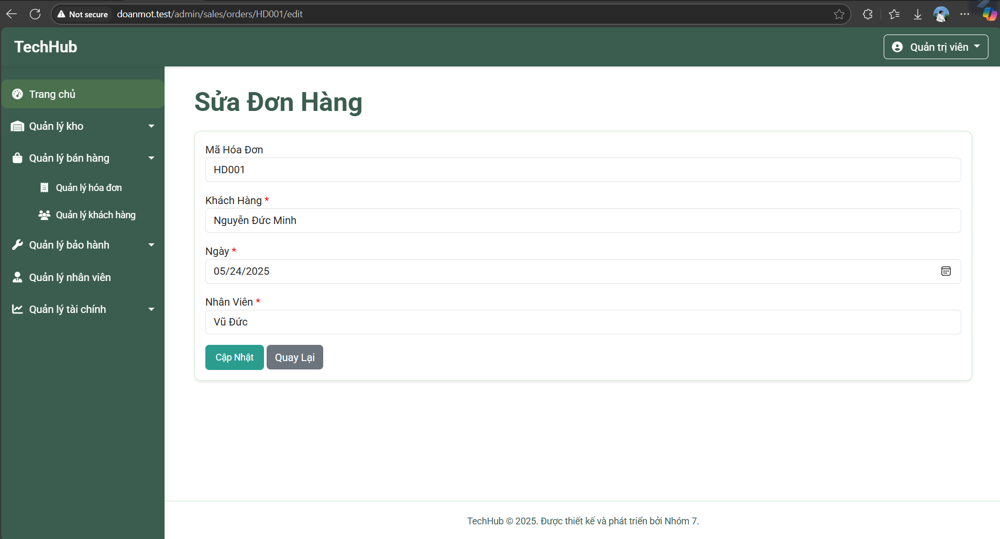 Not secure doanmot.test/admin/sales/orders/HD001/edit
TechHub
Quản trị viên
Trang chủ
Quản lý kho
Quản lý bán hàng
Quản lý hóa đơn
Quản lý khách hàng
Quản lý bảo hành
Quản lý nhân viên
Quản lý tài chính
Sửa Đơn Hàng
Mã Hóa Đơn
HD001
Khách Hàng *
Nguyễn Đức Minh
Ngày *
05/24/2025
Nhân Viên *
Vũ Đức
Cập Nhật Quay Lại
TechHub © 2025. Được thiết kế và phát triển bởi Nhóm 7.